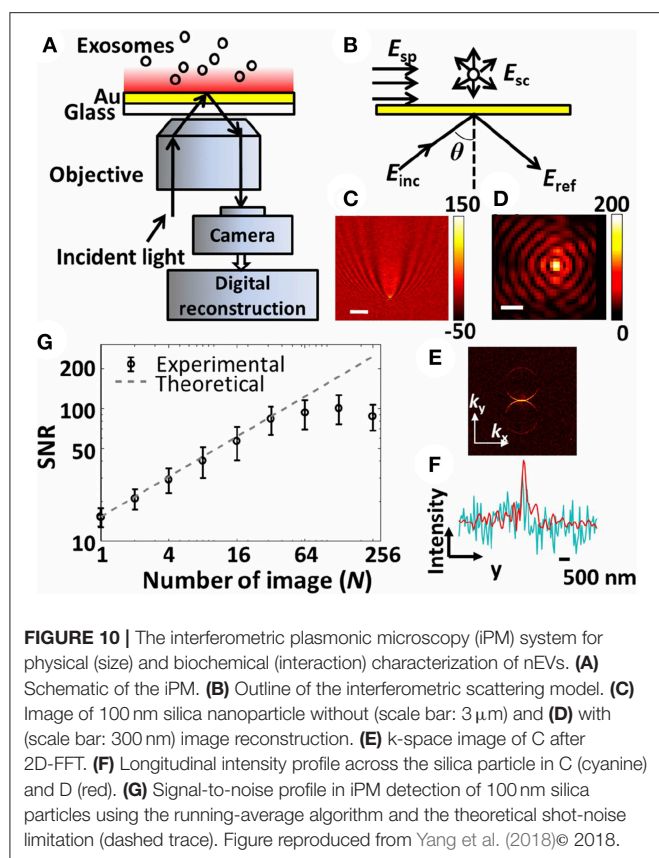 A
Exosomes
Au
Glass
Objective
Incident light
Camera
Digital
reconstruction
B
Esp
Esc
θ
Einc
Eref
C
150
-50
D
200
0
E
ky
kx
F
Intensity
y
500 nm
G
Experimental
Theoretical
SNR
200
100
50
10
1
4
16
64
256
Number of image (N)
FIGURE 10 | The interferometric plasmonic microscopy (iPM) system for
physical (size) and biochemical (interaction) characterization of nEVs. (A)
Schematic of the iPM. (B) Outline of the interferometric scattering model. (C)
Image of 100 nm silica nanoparticle without (scale bar: 3 μm) and (D) with
(scale bar: 300 nm) image reconstruction. (E) k-space image of C after
2D-FFT. (F) Longitudinal intensity profile across the silica particle in C (cyanine)
and D (red). (G) Signal-to-noise profile in iPM detection of 100 nm silica
particles using the running-average algorithm and the theoretical shot-noise
limitation (dashed trace). Figure reproduced from Yang et al. (2018)© 2018.